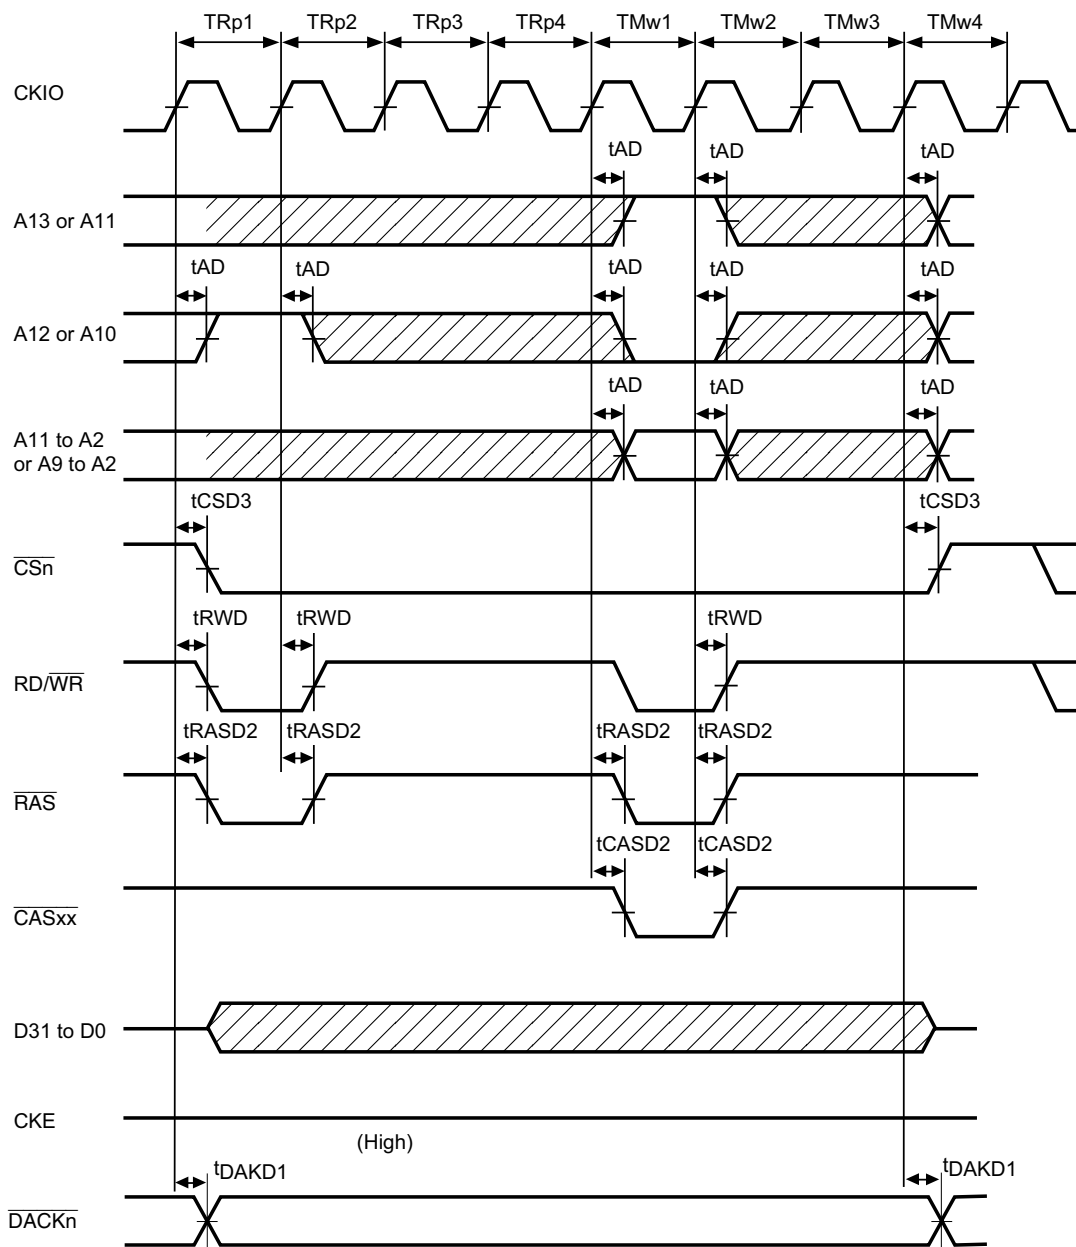 TRp1 TRp2 TRp3 TRp4 TMw1 TMw2 TMw3 TMw4
CKIO
tAD tAD tAD
A13 or A11
tAD tAD tAD tAD tAD
A12 or A10
tAD tAD tAD
A11 to A2
or A9 to A2
tCSD3 tCSD3
CSn
tRWD tRWD tRWD
RD/WR
tRASD2 tRASD2 tRASD2 tRASD2
RAS
tCASD2 tCASD2
CASxx
D31 to D0
CKE
(High)
tDAKD1 tDAKD1
DACKn